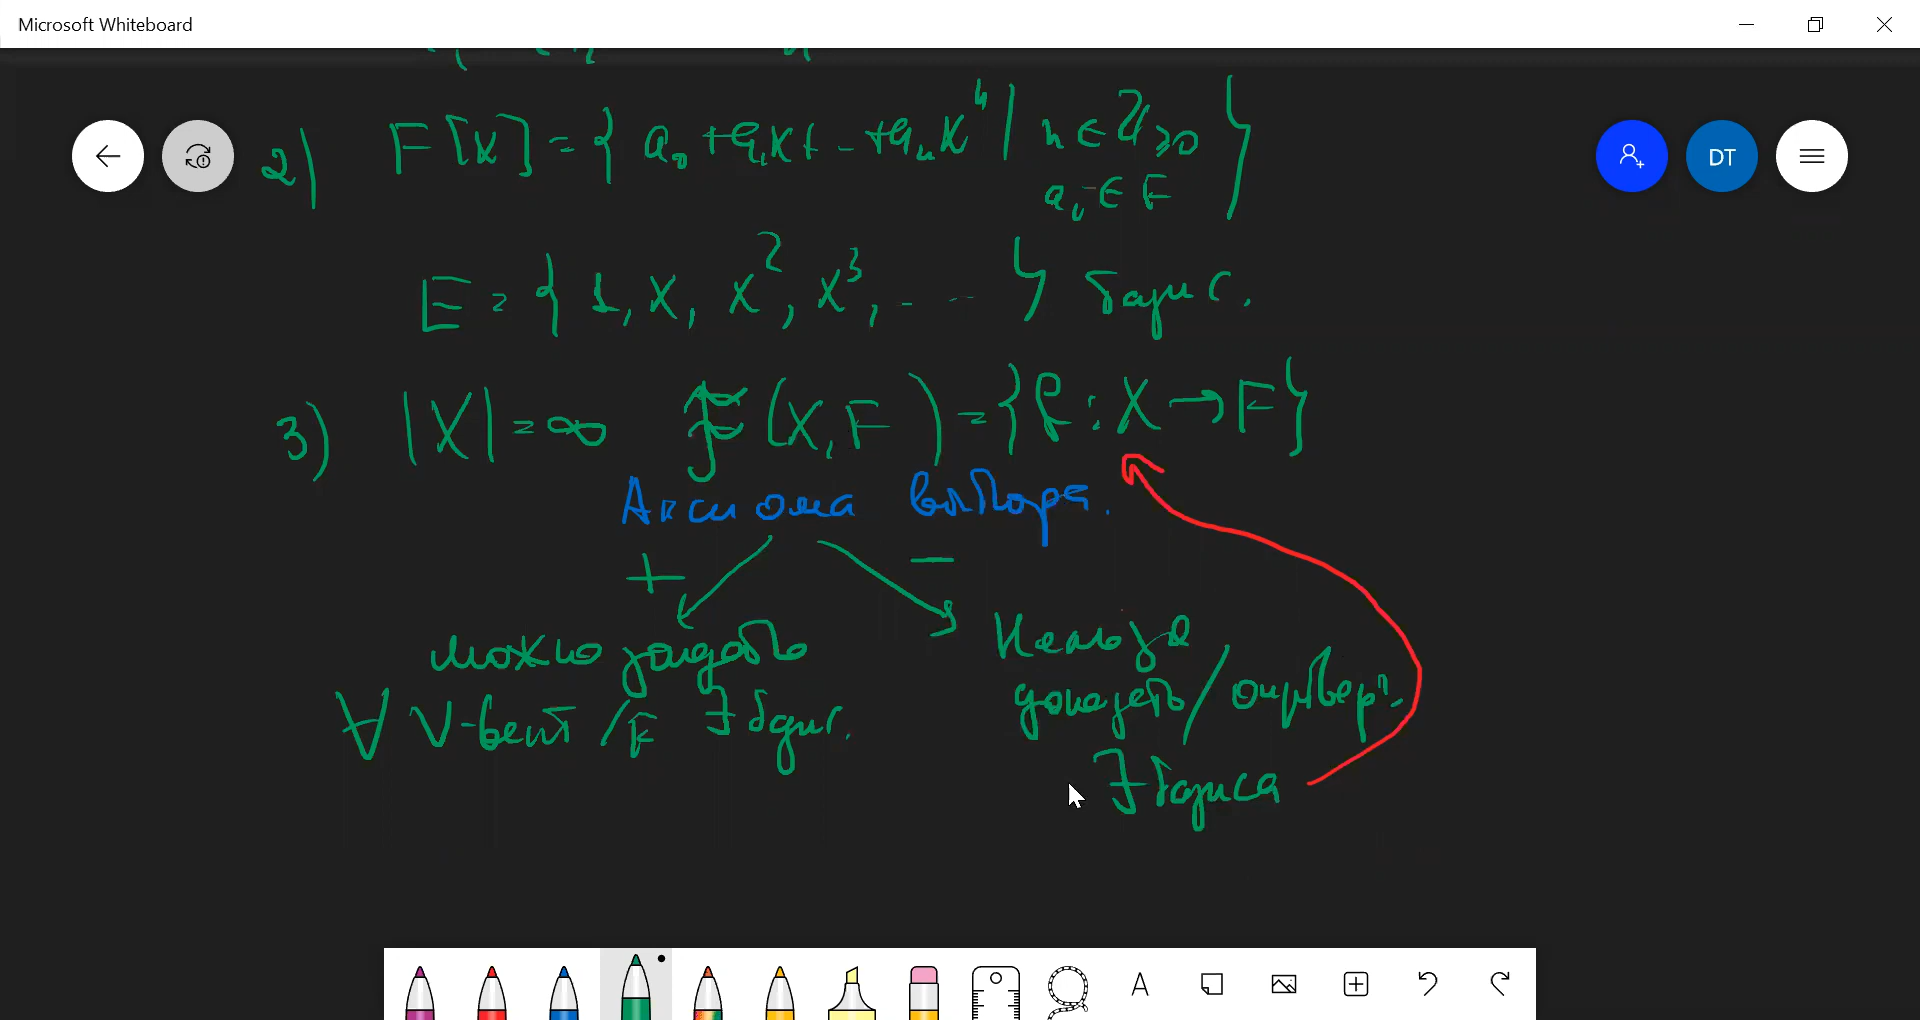 Microsoft Whiteboard
DT
2) F[x] = { a₀ + a₁x + - + aₙxⁿ | n ∈ ℤ≥0
aᵢ ∈ F }
E = { 1, x, x², x³, ... } базис.
3) |X| = ∞ ℱ(X, F) = { f : X → F }
Аксиома выбора.
+ −
можно доказать
∀ V-вект /F ∃ базис.
Нельзя
доказать / опроверг.
∃ базиса
A